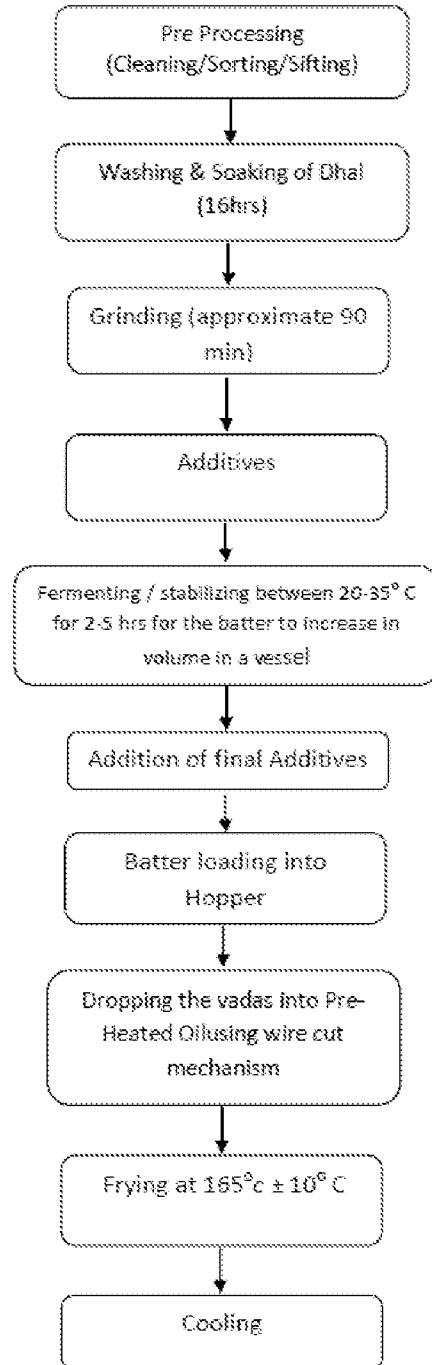 Pre Processing
(Cleaning/Sorting/Sifting)
Washing & Soaking of Dhal
(16hrs)
Grinding (approximate 90
min)
Additives
Fermenting / stabilizing between 20-35° C
for 2-5 hrs for the batter to increase in
volume in a vessel
Addition of final Additives
Batter loading into
Hopper
Dropping the vadas into Pre-
Heated Oilusing wire cut
mechanism
Frying at 165°c ± 10° C
Cooling